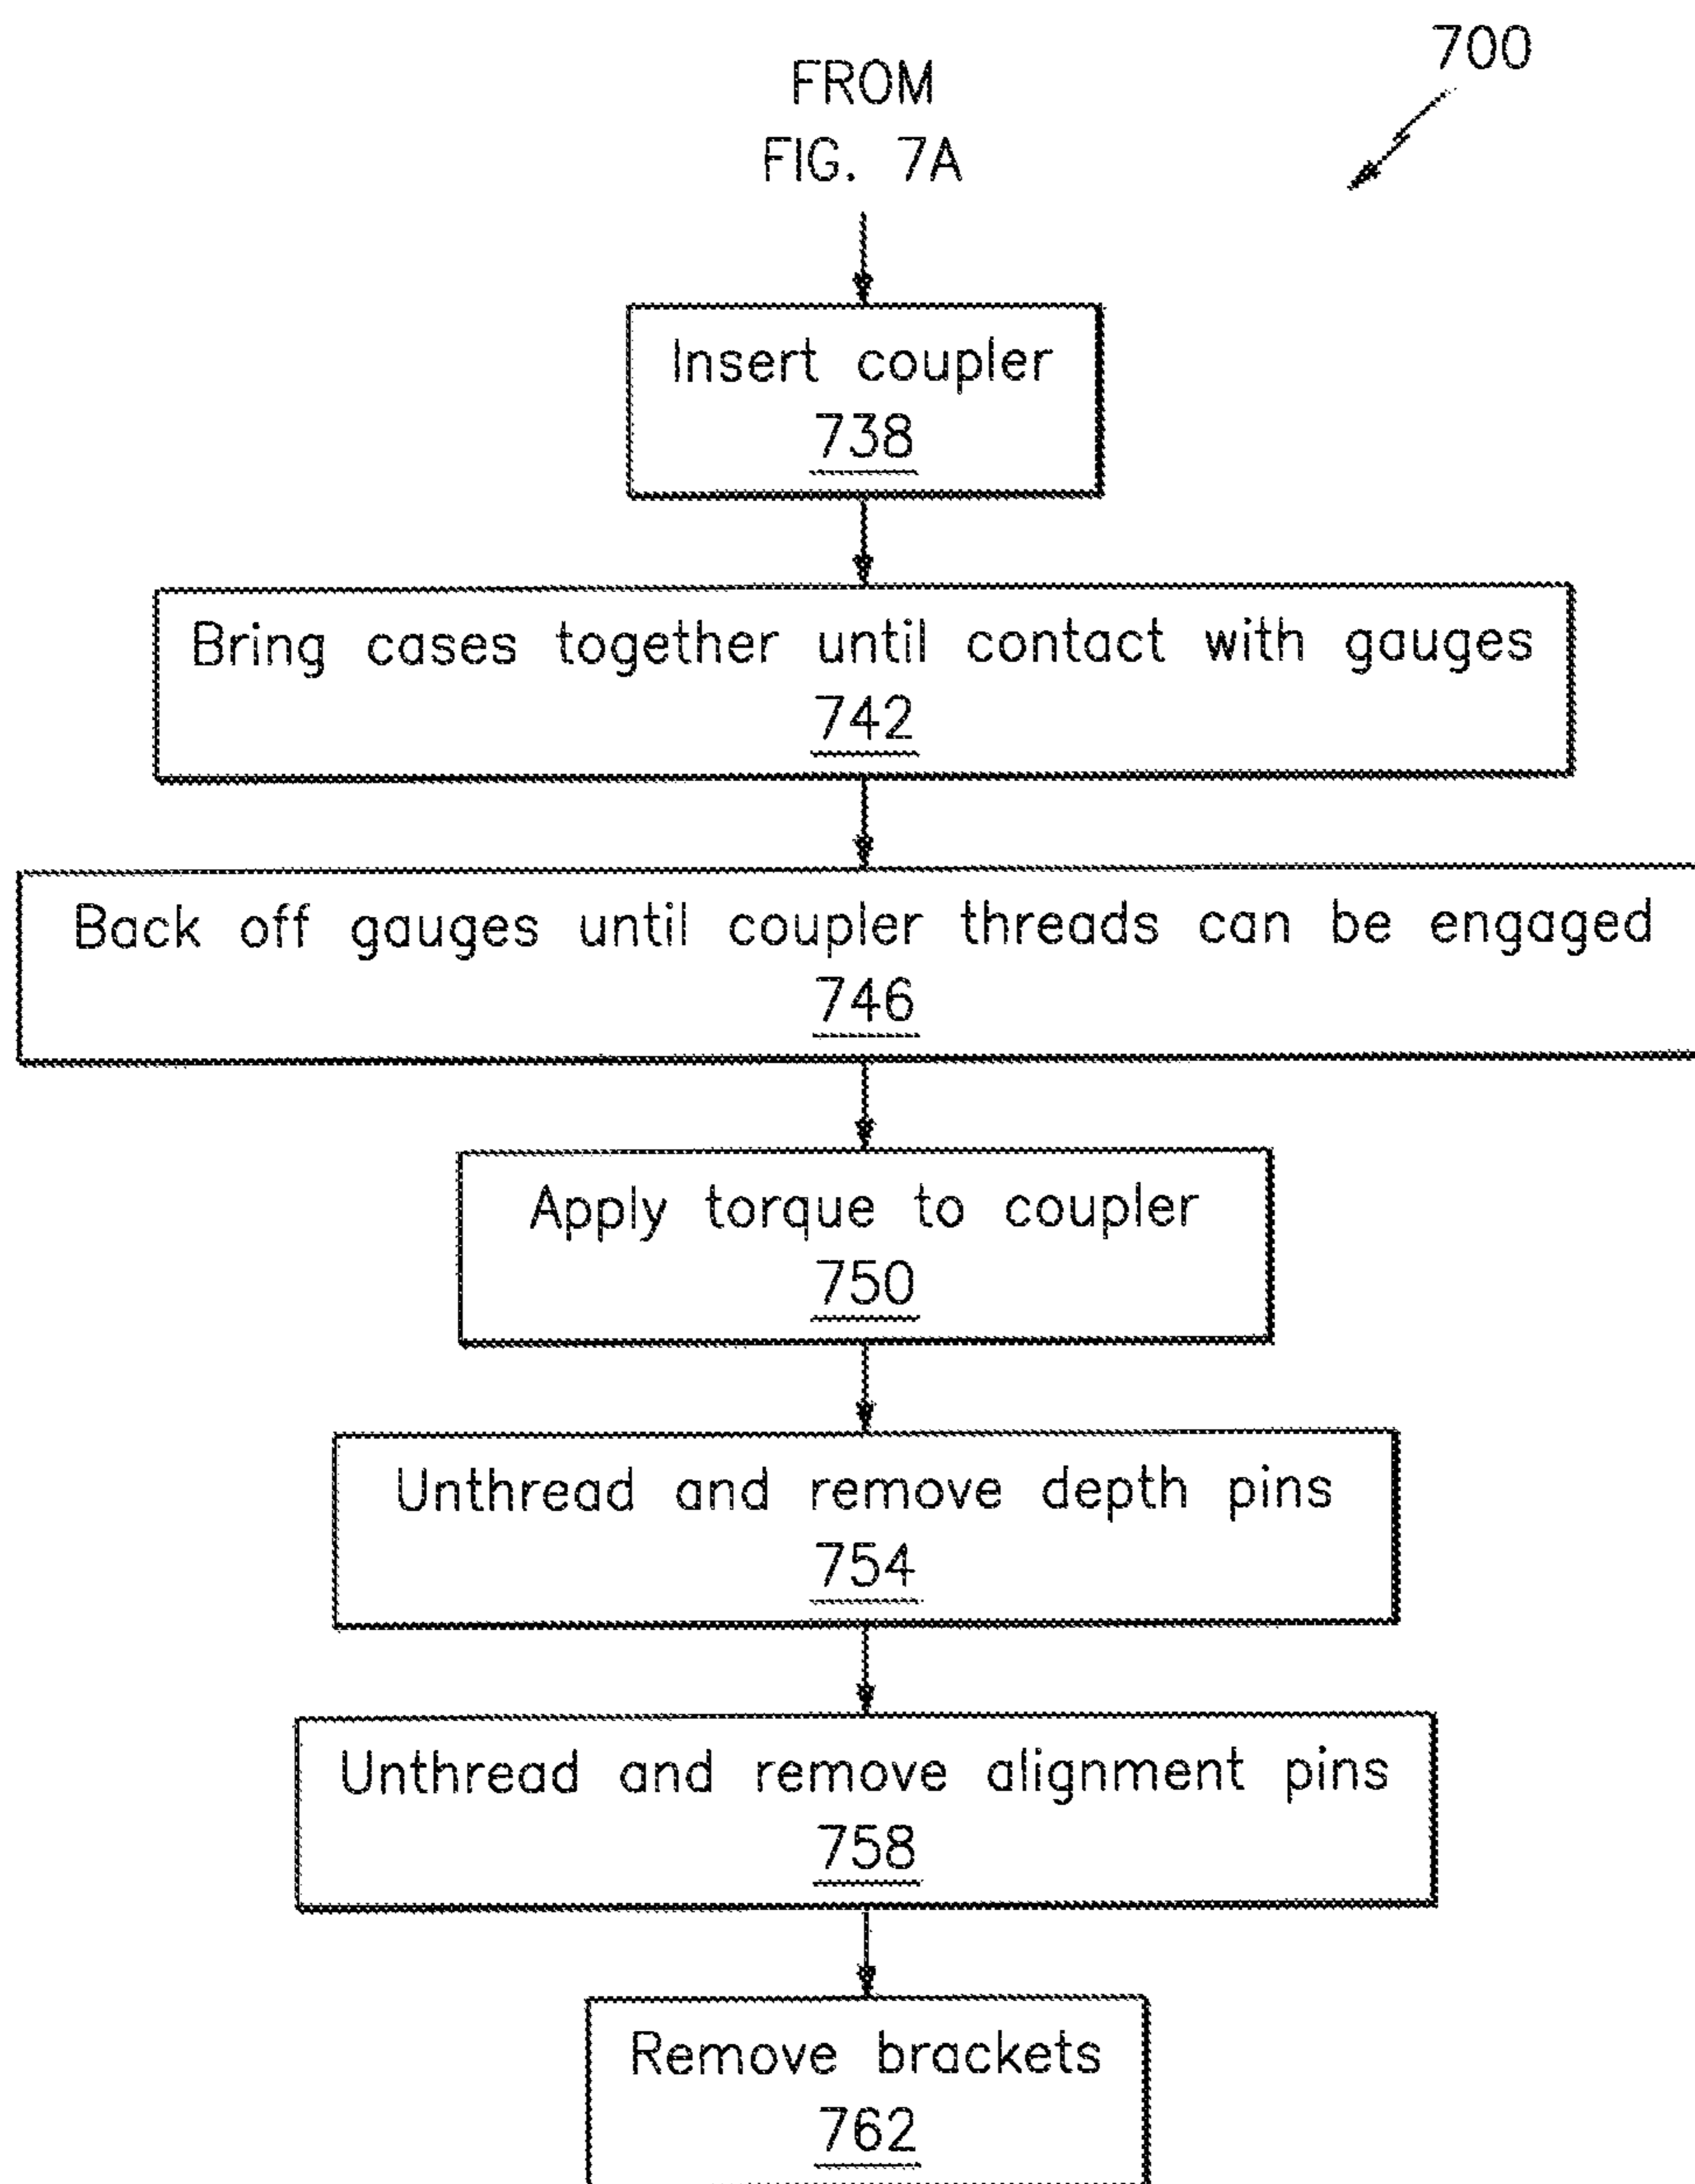 700
FROM
FIG. 7A
Insert coupler
738
Bring cases together until contact with gauges
742
Back off gauges until coupler threads can be engaged
746
Apply torque to coupler
750
Unthread and remove depth pins
754
Unthread and remove alignment pins
758
Remove brackets
762